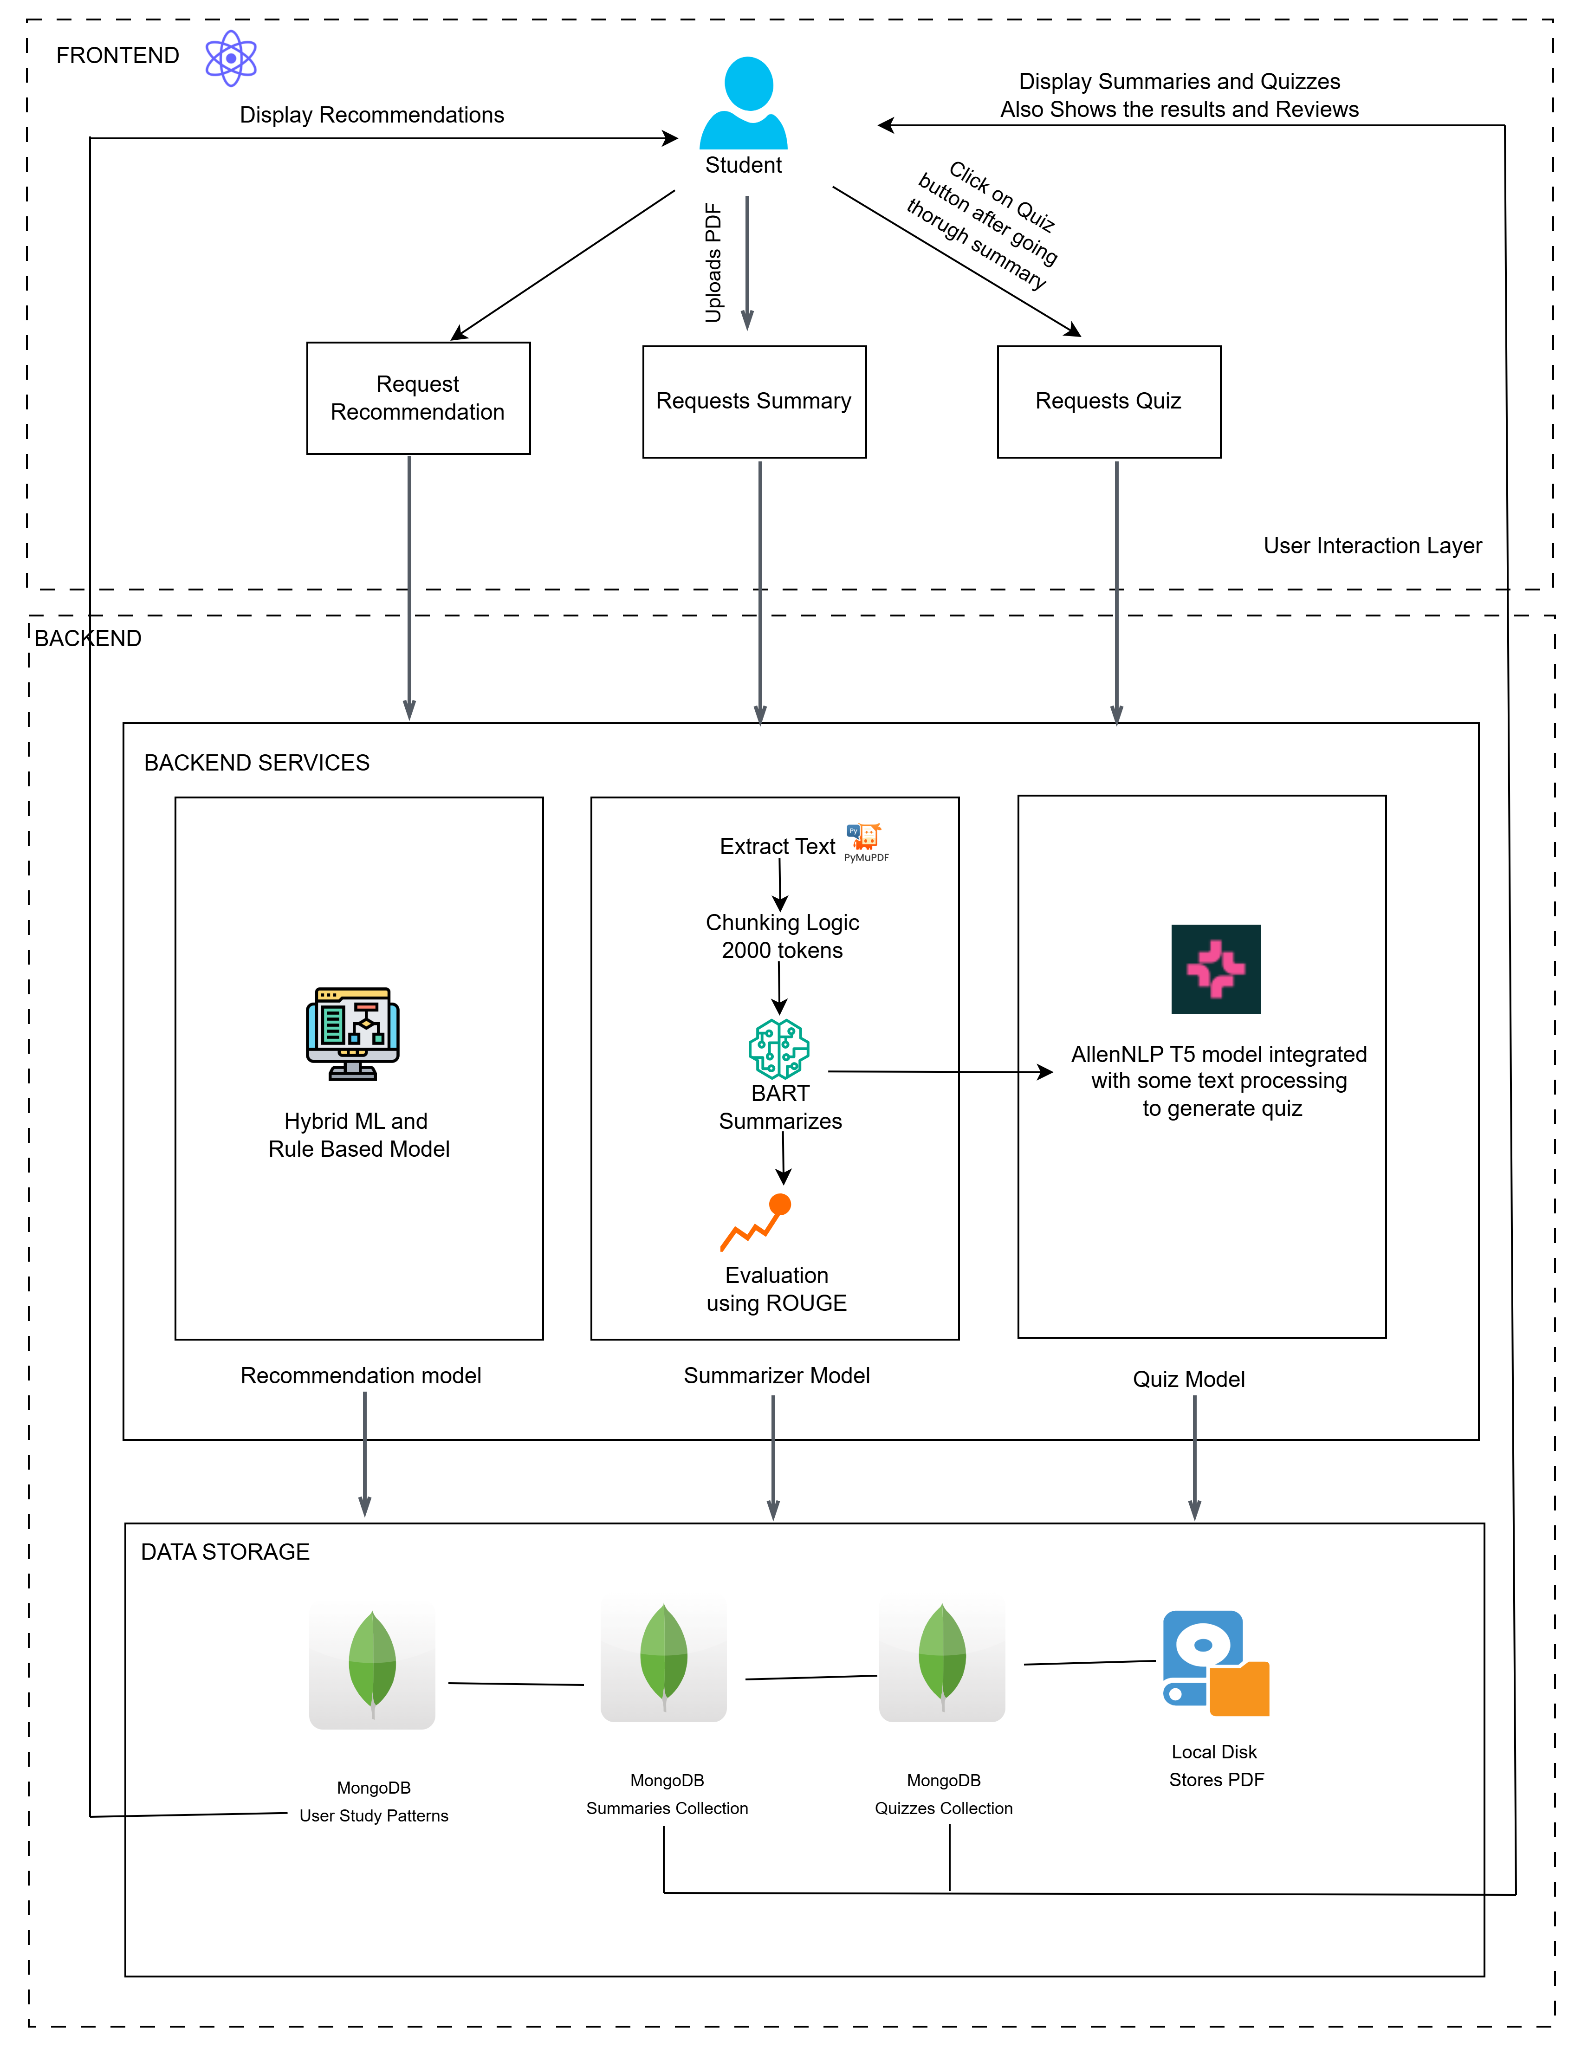 FRONTEND
Display Recommendations
Display Summaries and Quizzes
Also Shows the results and Reviews
Student
Uploads PDF
Click on Quiz
button after going
thorugh summary
Request
Recommendation
Requests Summary
Requests Quiz
User Interaction Layer
BACKEND
BACKEND SERVICES
Extract Text
Py
PyMuPDF
Chunking Logic
2000 tokens
BART
Summarizes
Evaluation
using ROUGE
Hybrid ML and
Rule Based Model
AllenNLP T5 model integrated
with some text processing
to generate quiz
Recommendation model
Summarizer Model
Quiz Model
DATA STORAGE
MongoDB
User Study Patterns
MongoDB
Summaries Collection
MongoDB
Quizzes Collection
Local Disk
Stores PDF